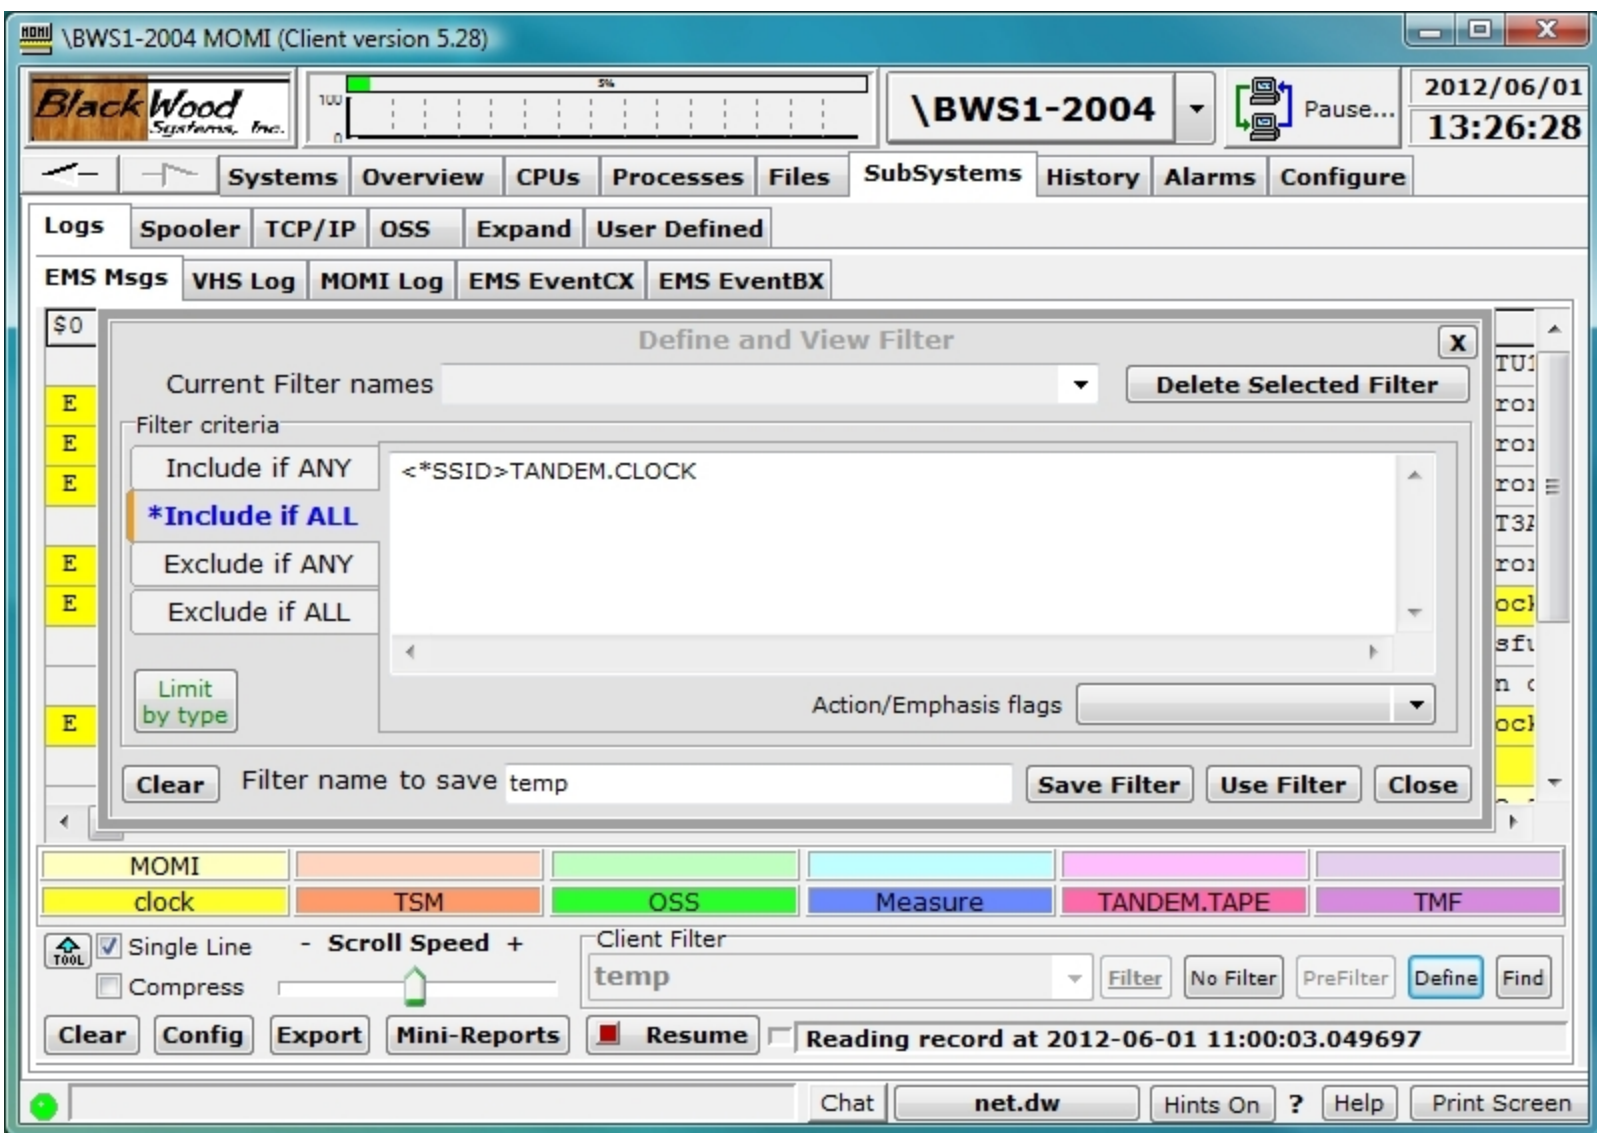 MOMI \BWS1-2004 MOMI (Client version 5.28)
BlackWood Systems, Inc.
5%
100
0
\BWS1-2004
Pause...
2012/06/01
13:26:28
Systems Overview CPUs Processes Files SubSystems History Alarms Configure
Logs Spooler TCP/IP OSS Expand User Defined
EMS Msgs VHS Log MOMI Log EMS EventCX EMS EventBX
$0
Define and View Filter X
Current Filter names Delete Selected Filter
E
Filter criteria
Include if ANY <*SSID>TANDEM.CLOCK
E
E
*Include if ALL
Exclude if ANY
E
Exclude if ALL
E
Limit
by type
Action/Emphasis flags
E
Clear Filter name to save temp Save Filter Use Filter Close
MOMI
clock TSM OSS Measure TANDEM.TAPE TMF
TOOL Single Line - Scroll Speed + Client Filter
Compress temp Filter No Filter PreFilter Define Find
Clear Config Export Mini-Reports Resume Reading record at 2012-06-01 11:00:03.049697
Chat net.dw Hints On ? Help Print Screen